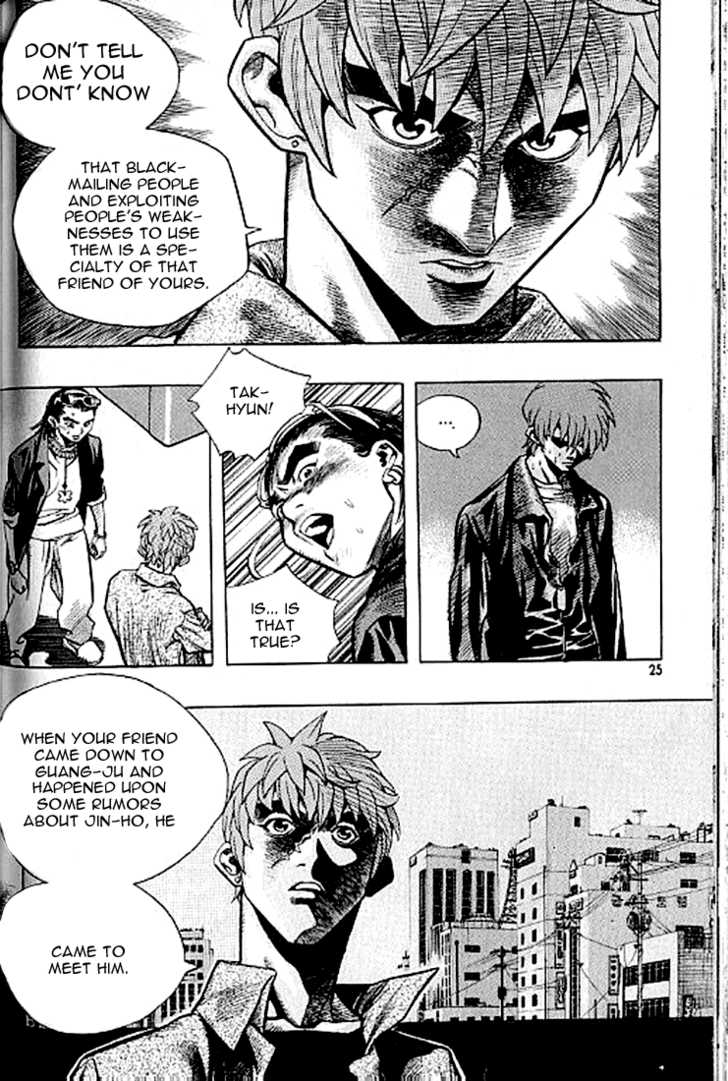 DON'T TELL
ME YOU
DONT' KNOW
THAT BLACK-
MAILING PEOPLE
AND EXPLOITING
PEOPLE'S WEAK-
NESSES TO USE
THEM IS A SPE-
CIALTY OF THAT
FRIEND OF YOURS.
TAK-
HYUN!
IS... IS
THAT
TRUE?
...
25
WHEN YOUR FRIEND
CAME DOWN TO
GUANG-JU AND
HAPPENED UPON
SOME RUMORS
ABOUT JIN-HO, HE
CAME TO
MEET HIM.